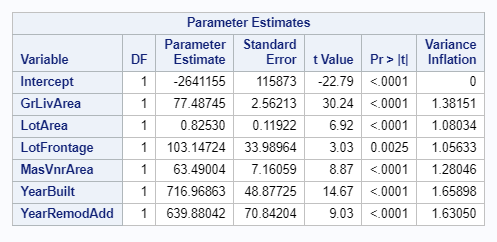 Parameter Estimates
Variable DF Parameter Estimate Standard Error t Value Pr > |t| Variance Inflation
Intercept 1 -2641155 115873 -22.79 <.0001 0
GrLivArea 1 77.48745 2.56213 30.24 <.0001 1.38151
LotArea 1 0.82530 0.11922 6.92 <.0001 1.08034
LotFrontage 1 103.14724 33.98964 3.03 0.0025 1.05633
MasVnrArea 1 63.49004 7.16059 8.87 <.0001 1.28046
YearBuilt 1 716.96863 48.87725 14.67 <.0001 1.65898
YearRemodAdd 1 639.88042 70.84204 9.03 <.0001 1.63050